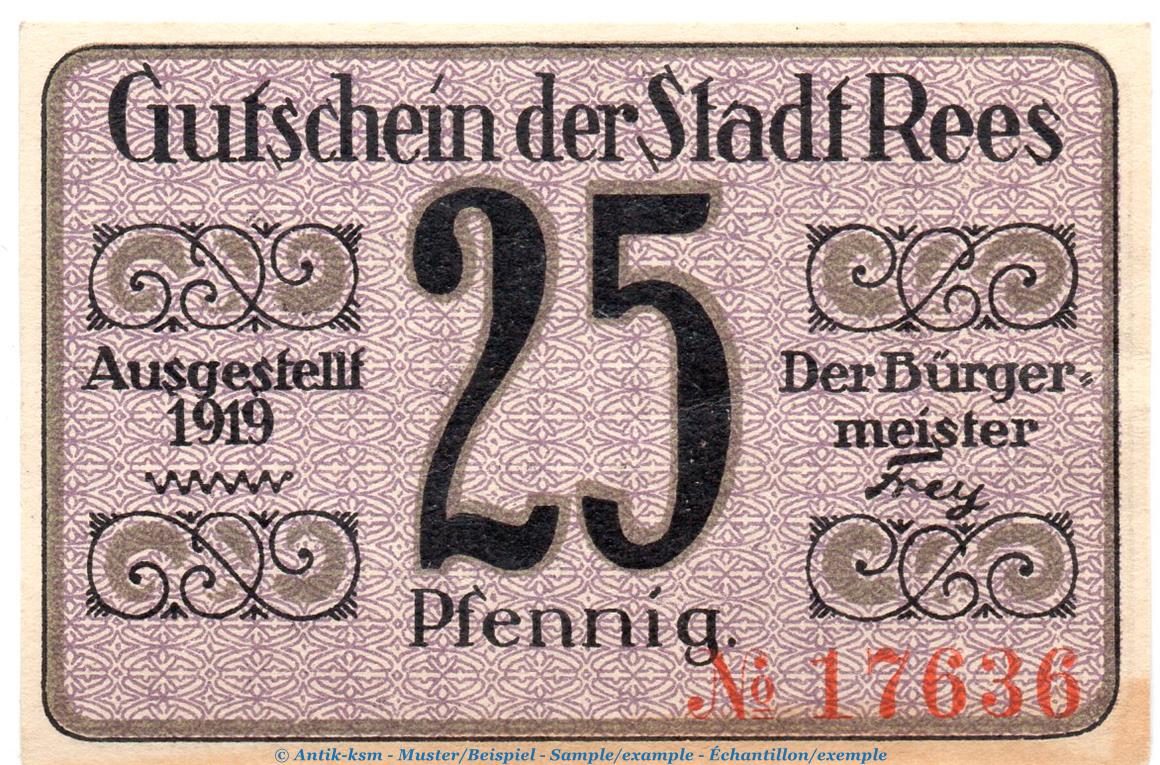 Gutschein der Stadt Rees
25
Pfennig.
Ausgestellt
1919
Der Bürger-
meister
Frey
No 17636
© Antik-ksm - Muster/Beispiel - Sample/example - Échantillon/exemple